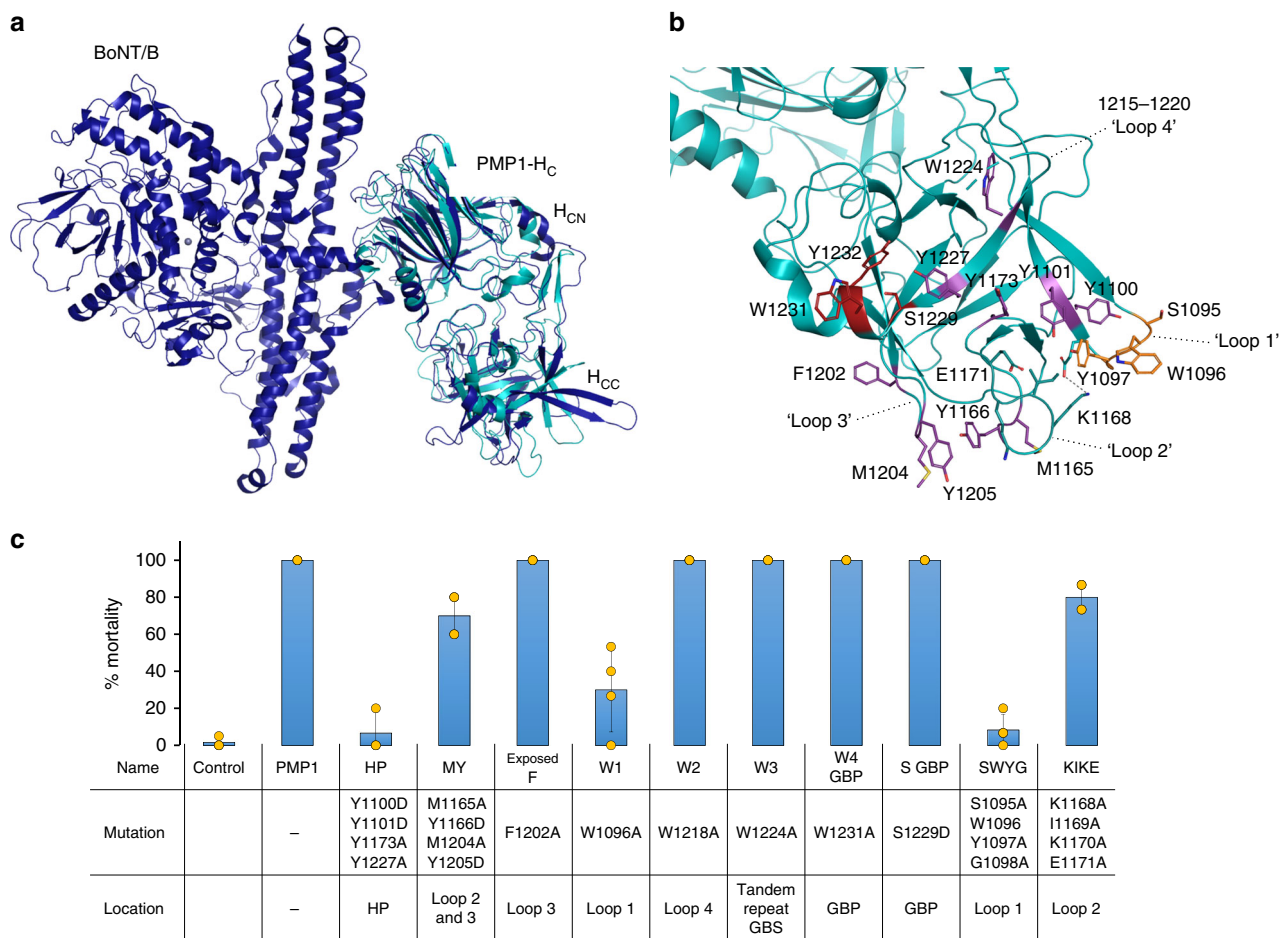 a
BoNT/B
PMP1-HC
HCN
HCC
b
1215–1220
'Loop 4'
W1224
Y1232
Y1227
Y1173
Y1101
Y1100
S1095
W1231
S1229
'Loop 1'
F1202
E1171
Y1097
W1096
Y1166
K1168
'Loop 3'
'Loop 2'
M1204
M1165
Y1205
c
% mortality
100
80
60
40
20
0
Name Control PMP1 HP MY Exposed F W1 W2 W3 W4 GBP S GBP SWYG KIKE
Mutation – Y1100D Y1101D Y1173A Y1227A M1165A Y1166D M1204A Y1205D F1202A W1096A W1218A W1224A W1231A S1229D S1095A W1096 Y1097A G1098A K1168A I1169A K1170A E1171A
Location – HP Loop 2 and 3 Loop 3 Loop 1 Loop 4 Tandem repeat GBS GBP GBP Loop 1 Loop 2